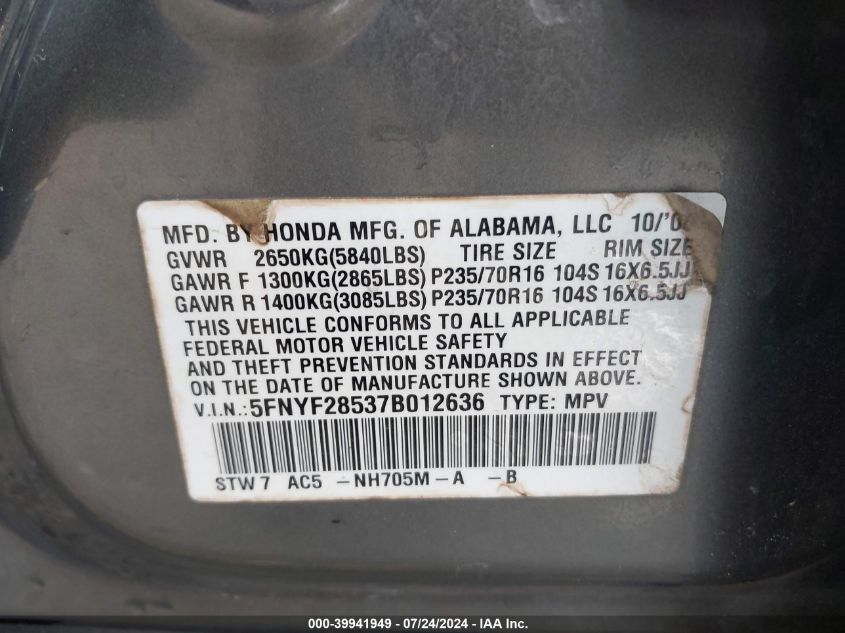 MFD. BY HONDA MFG. OF ALABAMA, LLC 10/'0
GVWR 2650KG(5840LBS) TIRE SIZE RIM SIZE
GAWR F 1300KG(2865LBS) P235/70R16 104S 16X6.5JJ
GAWR R 1400KG(3085LBS) P235/70R16 104S 16X6.5JJ
THIS VEHICLE CONFORMS TO ALL APPLICABLE
FEDERAL MOTOR VEHICLE SAFETY
AND THEFT PREVENTION STANDARDS IN EFFECT
ON THE DATE OF MANUFACTURE SHOWN ABOVE.
V.I.N.:5FNYF28537B012636 TYPE: MPV
STW7 AC5 -NH705M-A -B
000-39941949 - 07/24/2024 - IAA Inc.